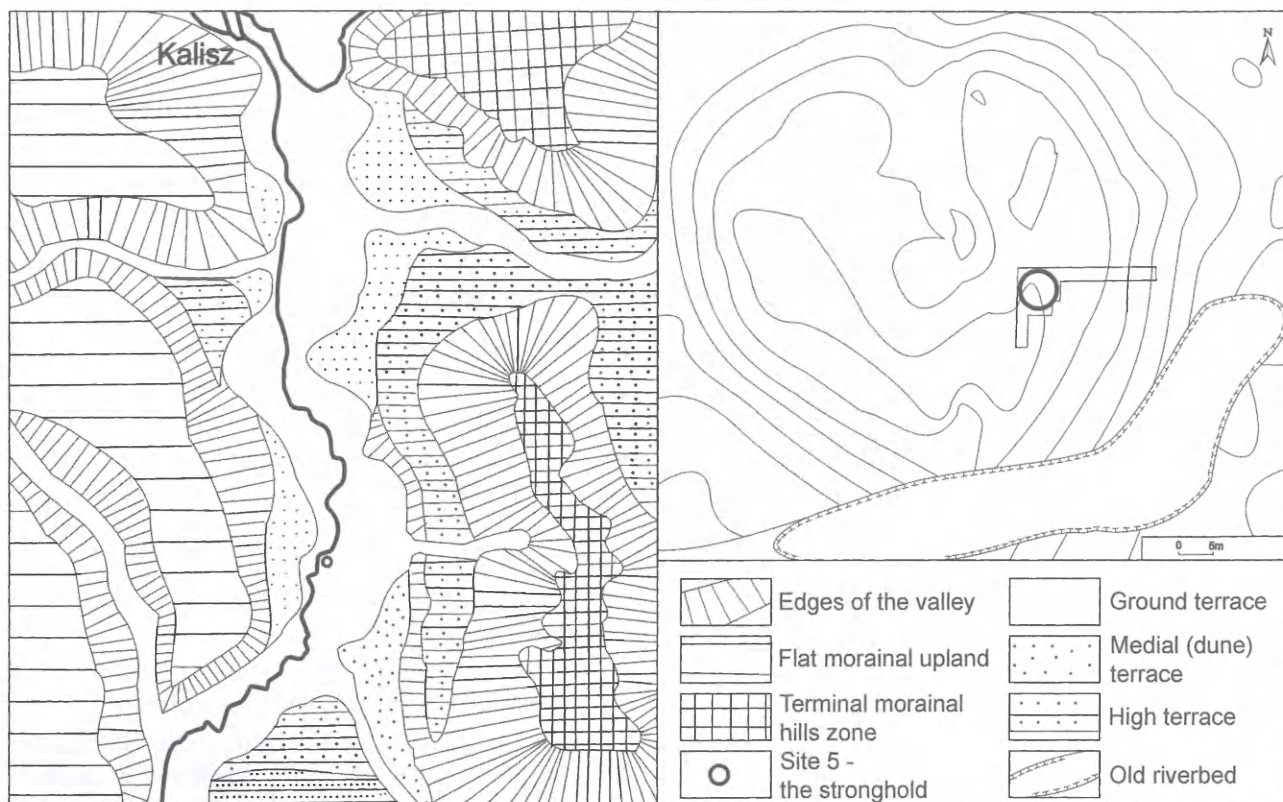 Kalisz
N
0 5m
Edges of the valley
Flat morainal upland
Terminal morainal
hills zone
Site 5 -
the stronghold
Ground terrace
Medial (dune)
terrace
High terrace
Old riverbed